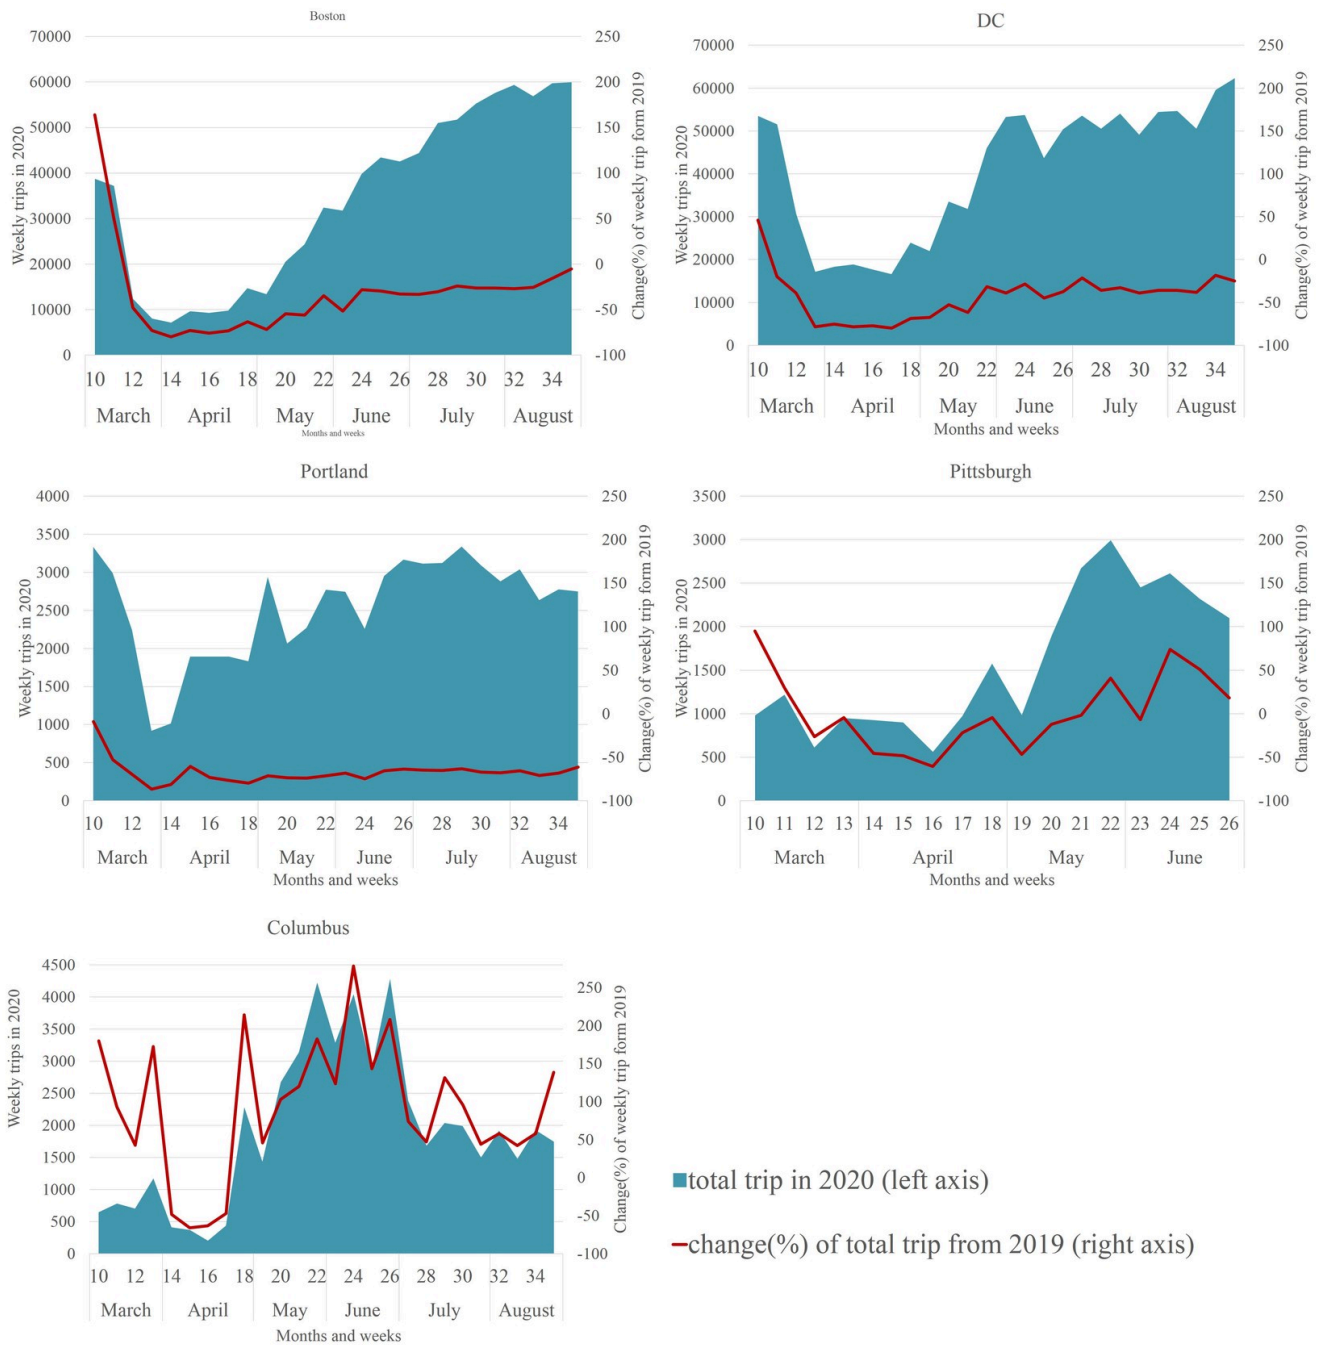 Boston
70000
60000
50000
40000
30000
20000
10000
0
250
200
150
100
50
0
-50
-100
Weekly trips in 2020
Change(%) of weekly trip form 2019
10 12 14 16 18 20 22 24 26 28 30 32 34
March April May June July August
Months and weeks
DC
70000
60000
50000
40000
30000
20000
10000
0
250
200
150
100
50
0
-50
-100
Weekly trips in 2020
Change(%) of weekly trip form 2019
10 12 14 16 18 20 22 24 26 28 30 32 34
March April May June July August
Months and weeks
Portland
4000
3500
3000
2500
2000
1500
1000
500
0
250
200
150
100
50
0
-50
-100
Weekly trips in 2020
Change(%) of weekly trip form 2019
10 12 14 16 18 20 22 24 26 28 30 32 34
March April May June July August
Months and weeks
Pittsburgh
3500
3000
2500
2000
1500
1000
500
0
250
200
150
100
50
0
-50
-100
Weekly trips in 2020
Change(%) of weekly trip form 2019
10 11 12 13 14 15 16 17 18 19 20 21 22 23 24 25 26
March April May June
Months and weeks
Columbus
4500
4000
3500
3000
2500
2000
1500
1000
500
0
250
200
150
100
50
0
-50
-100
Weekly trips in 2020
Change(%) of weekly trip form 2019
10 12 14 16 18 20 22 24 26 28 30 32 34
March April May June July August
Months and weeks
total trip in 2020 (left axis)
change(%) of total trip from 2019 (right axis)